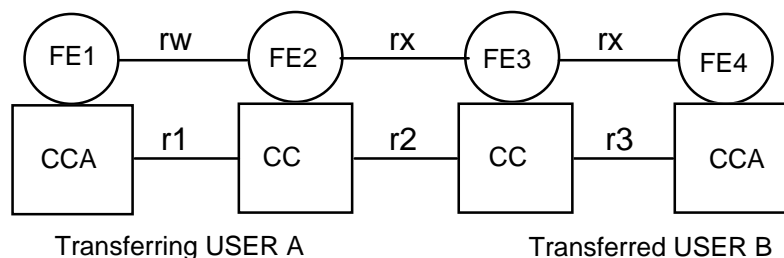 FE1 rw FE2 rx FE3 rx FE4
CCA r1 CC r2 CC r3 CCA
Transferring USER A Transferred USER B